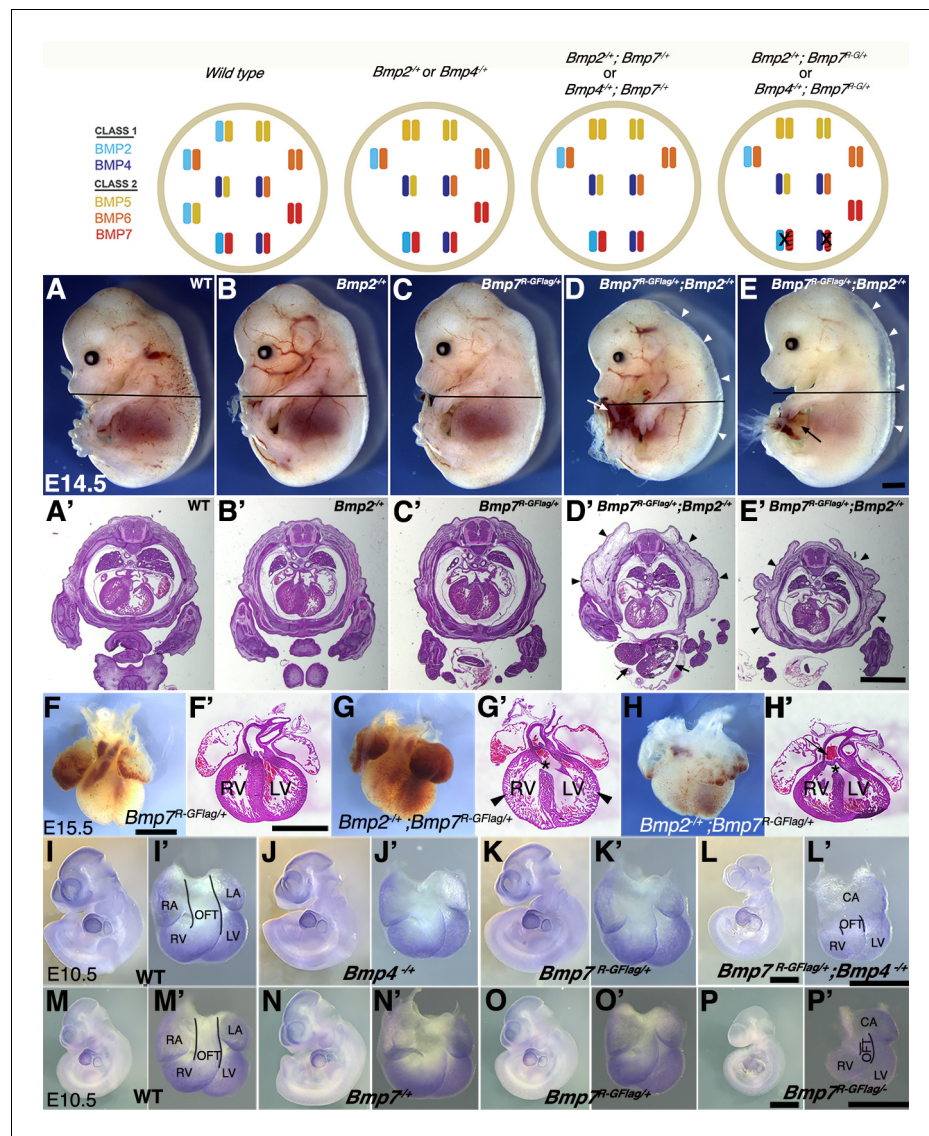 Wild type
Bmp2-/+ or Bmp4-/+
Bmp2-/+; Bmp7-/+
or
Bmp4-/+; Bmp7-/+
Bmp2-/+; Bmp7R-G/+
or
Bmp4-/+; Bmp7R-G/+
CLASS 1
BMP2
BMP4
CLASS 2
BMP5
BMP6
BMP7
X X
A WT
B Bmp2-/+
C Bmp7R-GFlag/+
D Bmp7R-GFlag/+;Bmp2-/+
E Bmp7R-GFlag/+;Bmp2-/+
E14.5
A' WT
B' Bmp2-/+
C' Bmp7R-GFlag/+
D' Bmp7R-GFlag/+;Bmp2-/+
E' Bmp7R-GFlag/+;Bmp2-/+
F F' G G' H H'
* *
RV LV RV LV RV LV
E15.5 Bmp7R-GFlag/+ Bmp2-/+;Bmp7R-GFlag/+ Bmp2-/+;Bmp7R-GFlag/+
I I' J J' K K' L L'
RA LA OFT RV LV
CA OFT RV LV
E10.5 WT Bmp4-/+ Bmp7R-GFlag/+ Bmp7R-GFlag/+;Bmp4-/+
M M' N N' O O' P P'
RA LA OFT RV LV
CA OFT RV LV
E10.5 WT Bmp7-/+ Bmp7R-GFlag/+ Bmp7R-GFlag/-